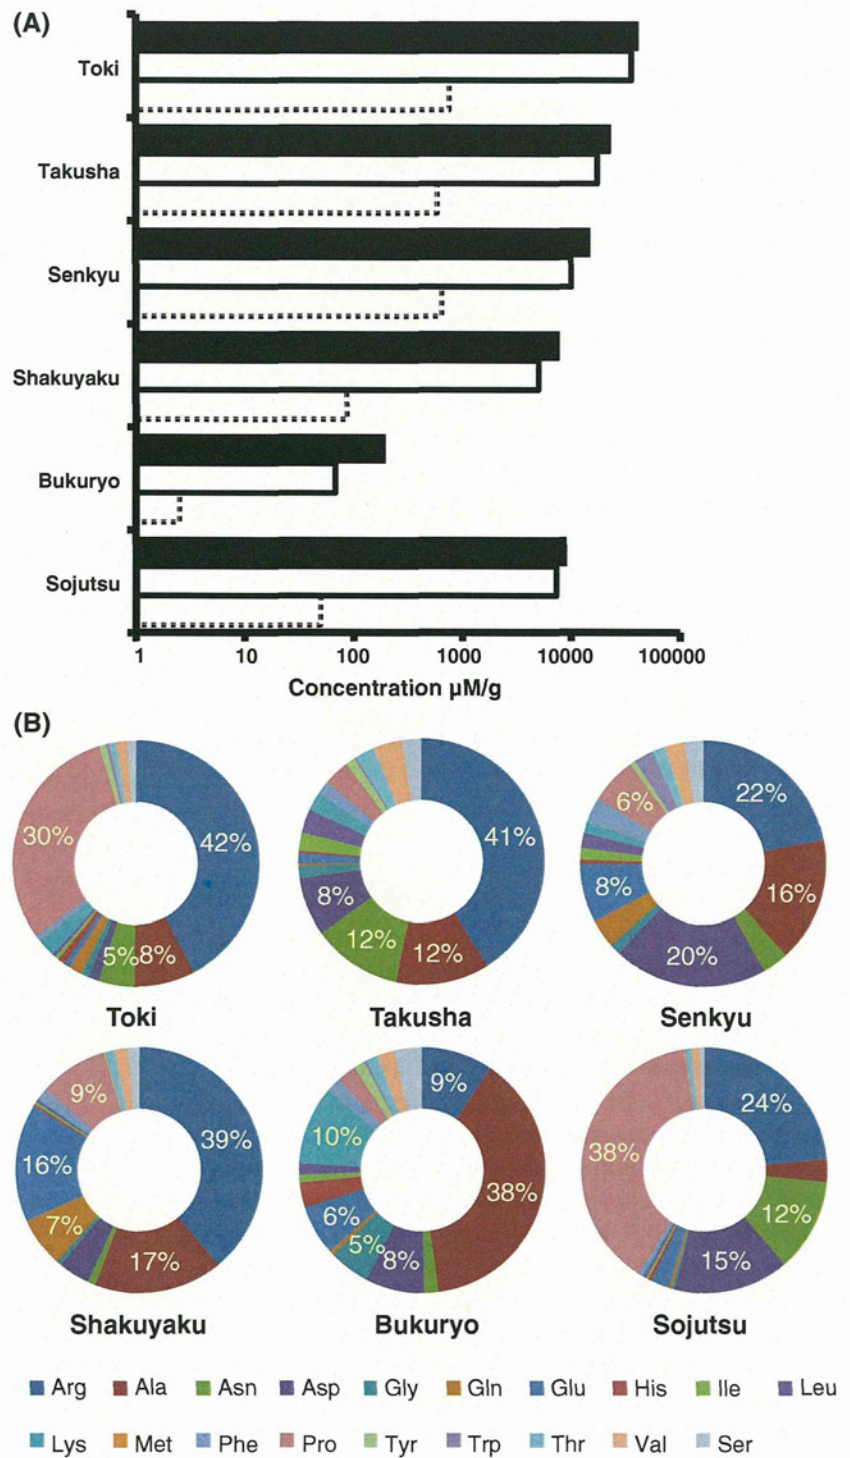 (A)
Toki
Takusha
Senkyu
Shakuyaku
Bukuryo
Sojutsu
1 10 100 1000 10000 100000
Concentration µM/g
(B)
30% 42% 5% 8%
Toki
41% 8% 12% 12%
Takusha
22% 6% 16% 8% 20%
Senkyu
9% 39% 16% 7% 17%
Shakuyaku
9% 10% 38% 6% 5% 8%
Bukuryo
24% 38% 12% 15%
Sojutsu
Arg Ala Asn Asp Gly Gln Glu His Ile Leu
Lys Met Phe Pro Tyr Trp Thr Val Ser